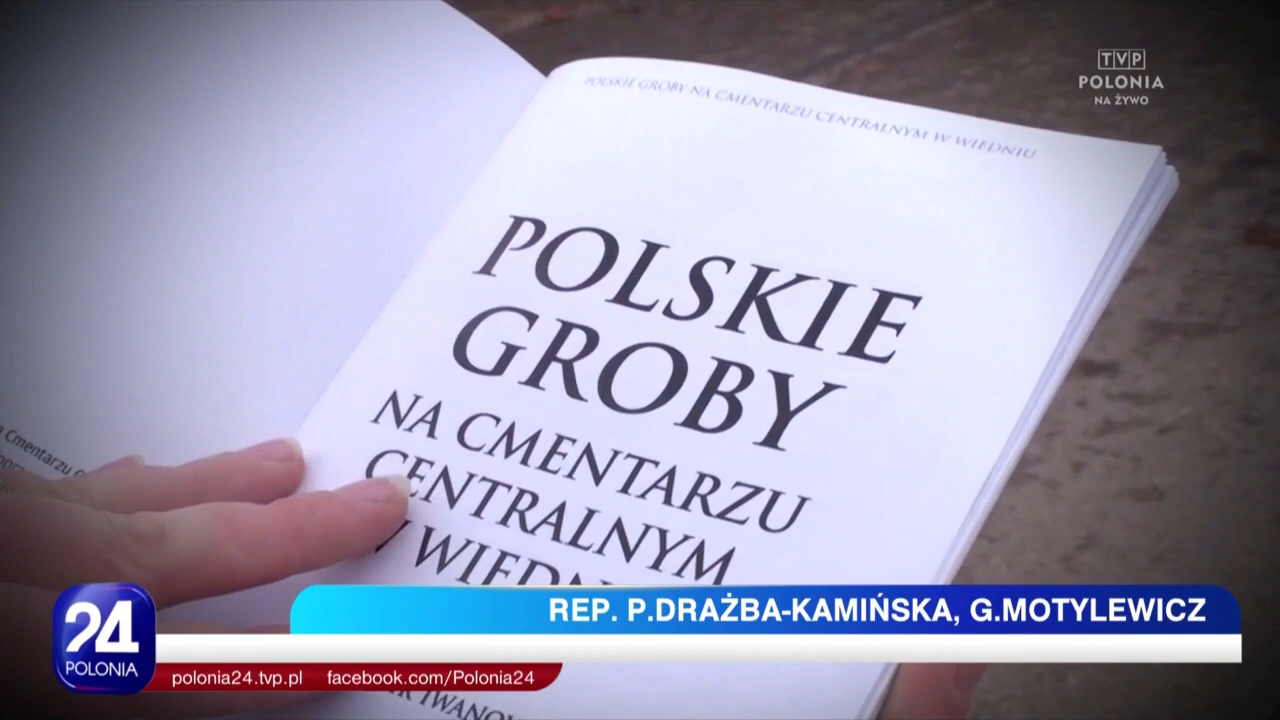 TVP
POLONIA
NA ŻYWO
POLSKIE GROBY NA CMENTARZU CENTRALNYM W WIEDNIU
POLSKIE
GROBY
NA CMENTARZU
CENTRALNYM
Cmentarzu
REP. P.DRAŻBA-KAMIŃSKA, G.MOTYLEWICZ
24
POLONIA
polonia24.tvp.pl facebook.com/Polonia24